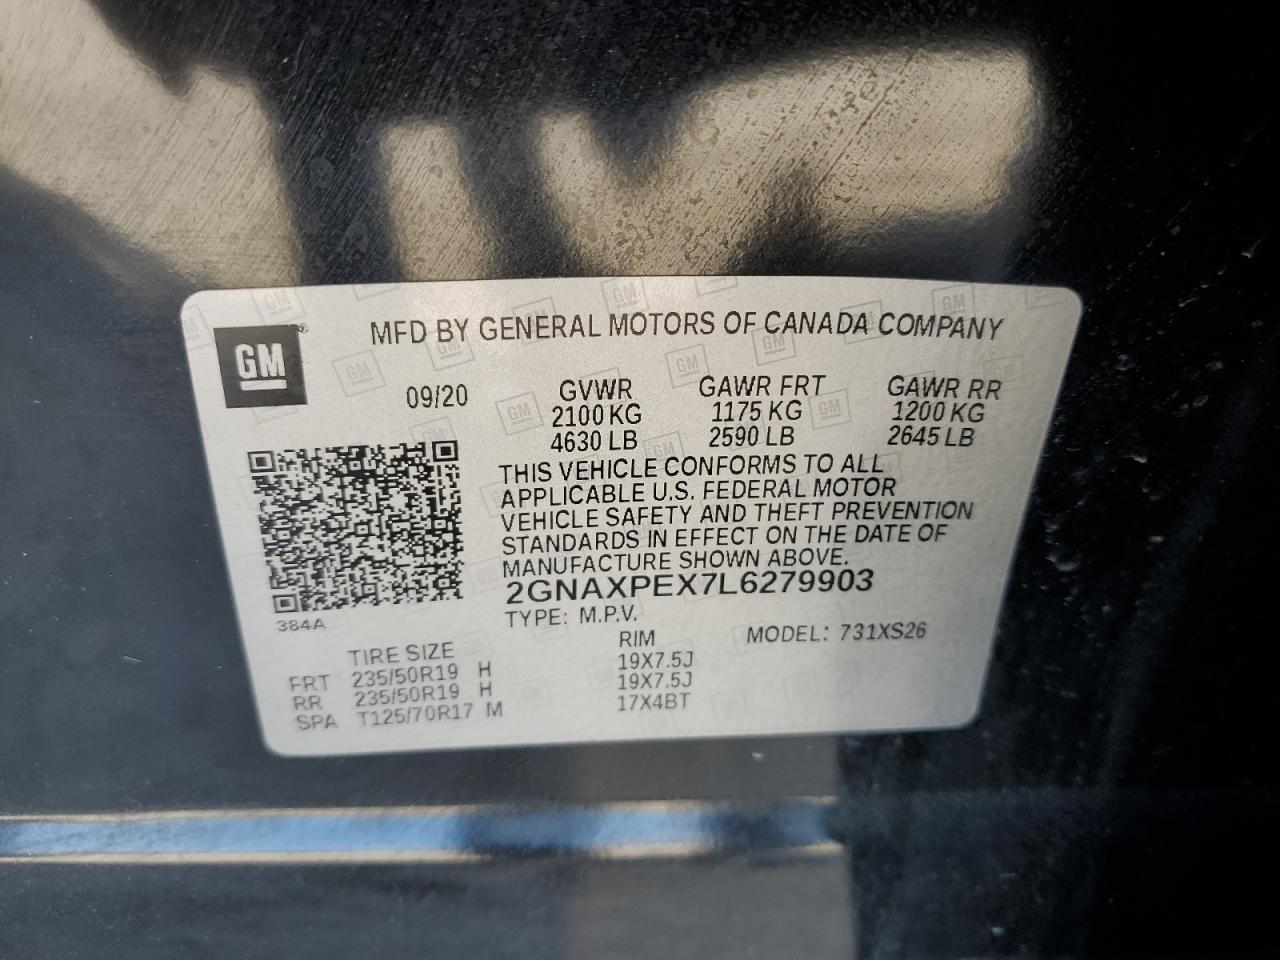 GM
MFD BY GENERAL MOTORS OF CANADA COMPANY
09/20
GVWR GAWR FRT GAWR RR
2100 KG 1175 KG 1200 KG
4630 LB 2590 LB 2645 LB
THIS VEHICLE CONFORMS TO ALL
APPLICABLE U.S. FEDERAL MOTOR
VEHICLE SAFETY AND THEFT PREVENTION
STANDARDS IN EFFECT ON THE DATE OF
MANUFACTURE SHOWN ABOVE.
2GNAXPEX7L6279903
384A
TYPE: M.P.V.
MODEL: 731XS26
TIRE SIZE RIM
FRT 235/50R19 H 19X7.5J
RR 235/50R19 H 19X7.5J
SPA T125/70R17 M 17X4BT